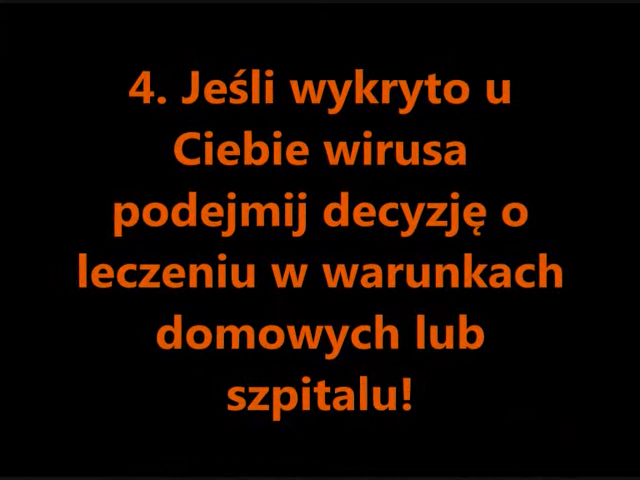 4. Jeśli wykryto u
Ciebie wirusa
podejmij decyzję o
leczeniu w warunkach
domowych lub
szpitalu!